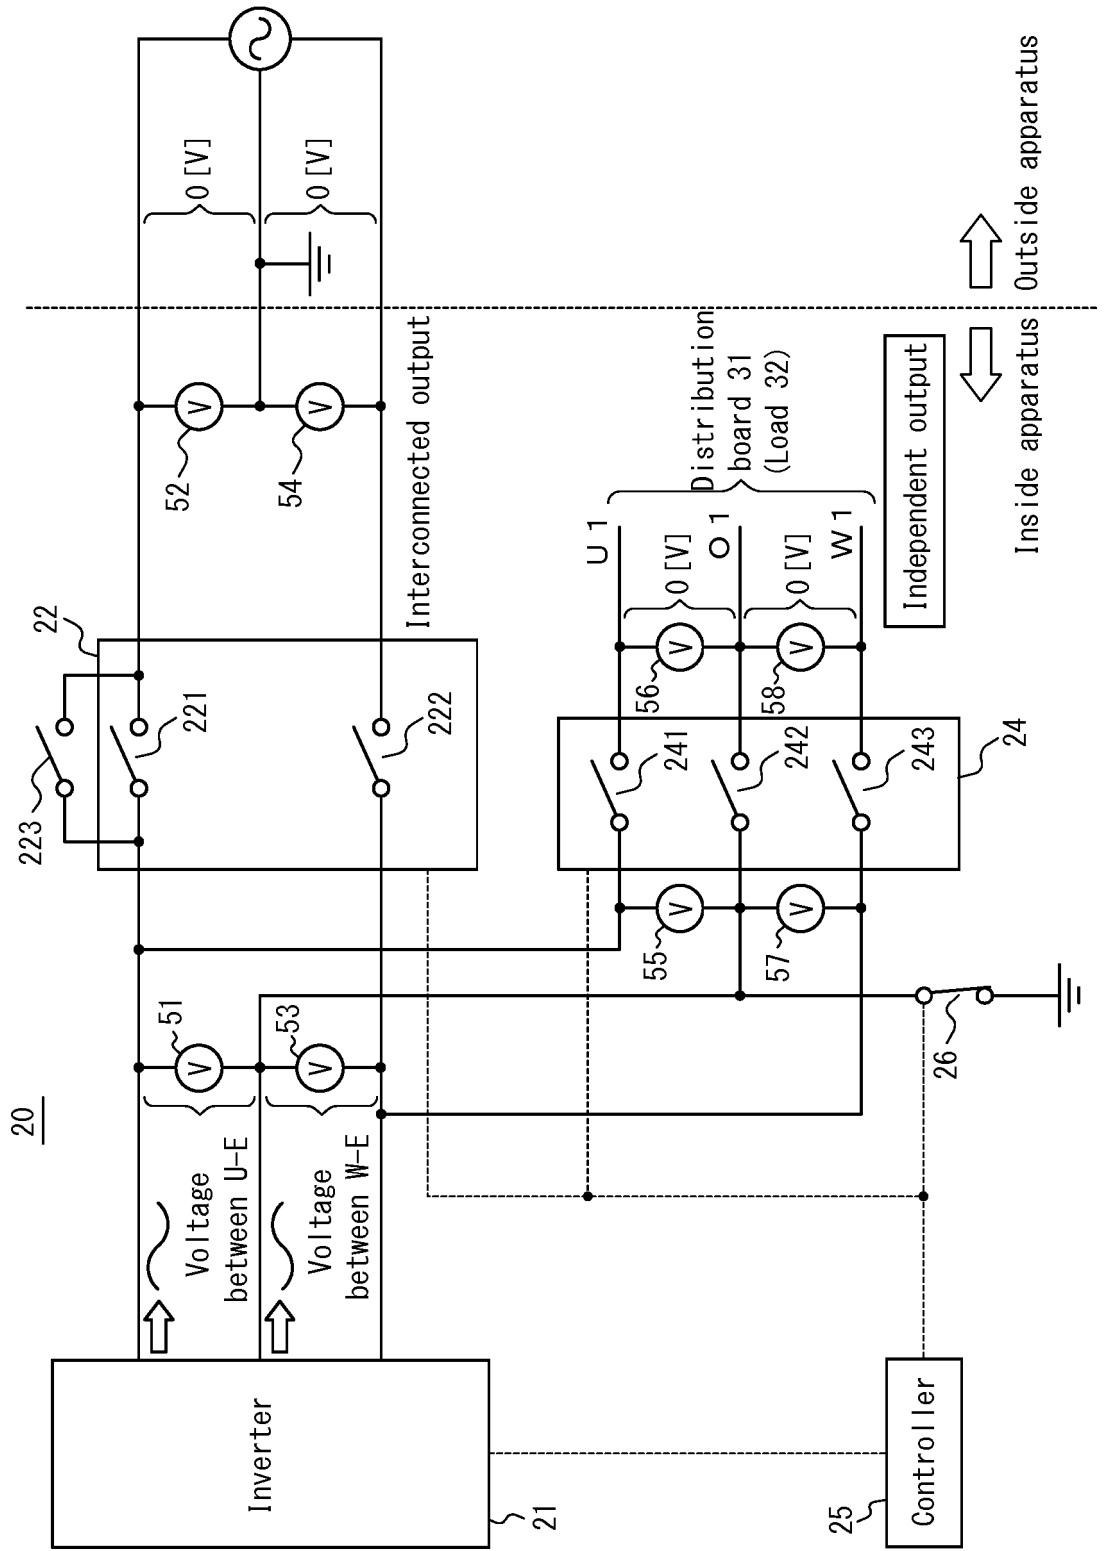 20
Inverter
21
Voltage
between U-E
Voltage
between W-E
51
53
223
221
222
22
Interconnected output
52
54
V
V
V
V
0[V]
0[V]
55
57
V
V
241
242
243
24
56
58
V
V
0[V]
0[V]
U1
O1
W1
Distribution
board 31
(Load 32)
Independent output
26
Controller
25
Inside apparatus
Outside apparatus